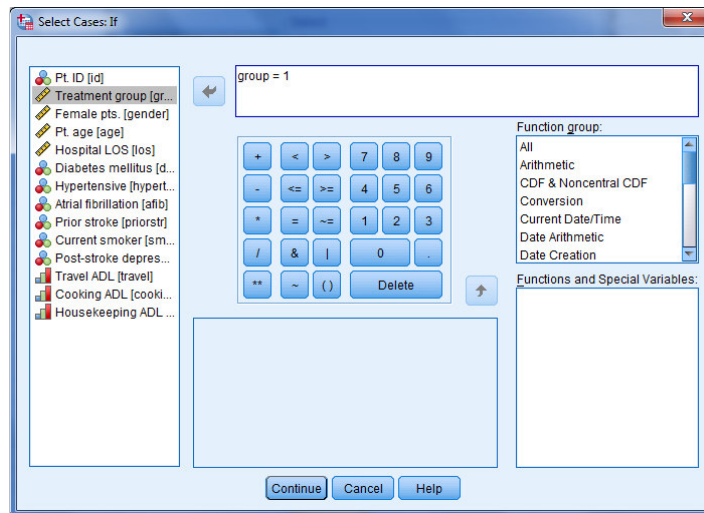 Select Cases: If
x
Pt. ID [id]
Treatment group [gr...
Female pts. [gender]
Pt. age [age]
Hospital LOS [los]
Diabetes mellitus [d...
Hypertensive [hypert...
Atrial fibrillation [afib]
Prior stroke [priorstr]
Current smoker [sm...
Post-stroke depres...
Travel ADL [travel]
Cooking ADL [cooki...
Housekeeping ADL ...
group = 1
+ < > 7 8 9
- <= >= 4 5 6
* = ~= 1 2 3
/ & | 0 .
** ~ ( ) Delete
Function group:
All
Arithmetic
CDF & Noncentral CDF
Conversion
Current Date/Time
Date Arithmetic
Date Creation
Functions and Special Variables:
Continue Cancel Help